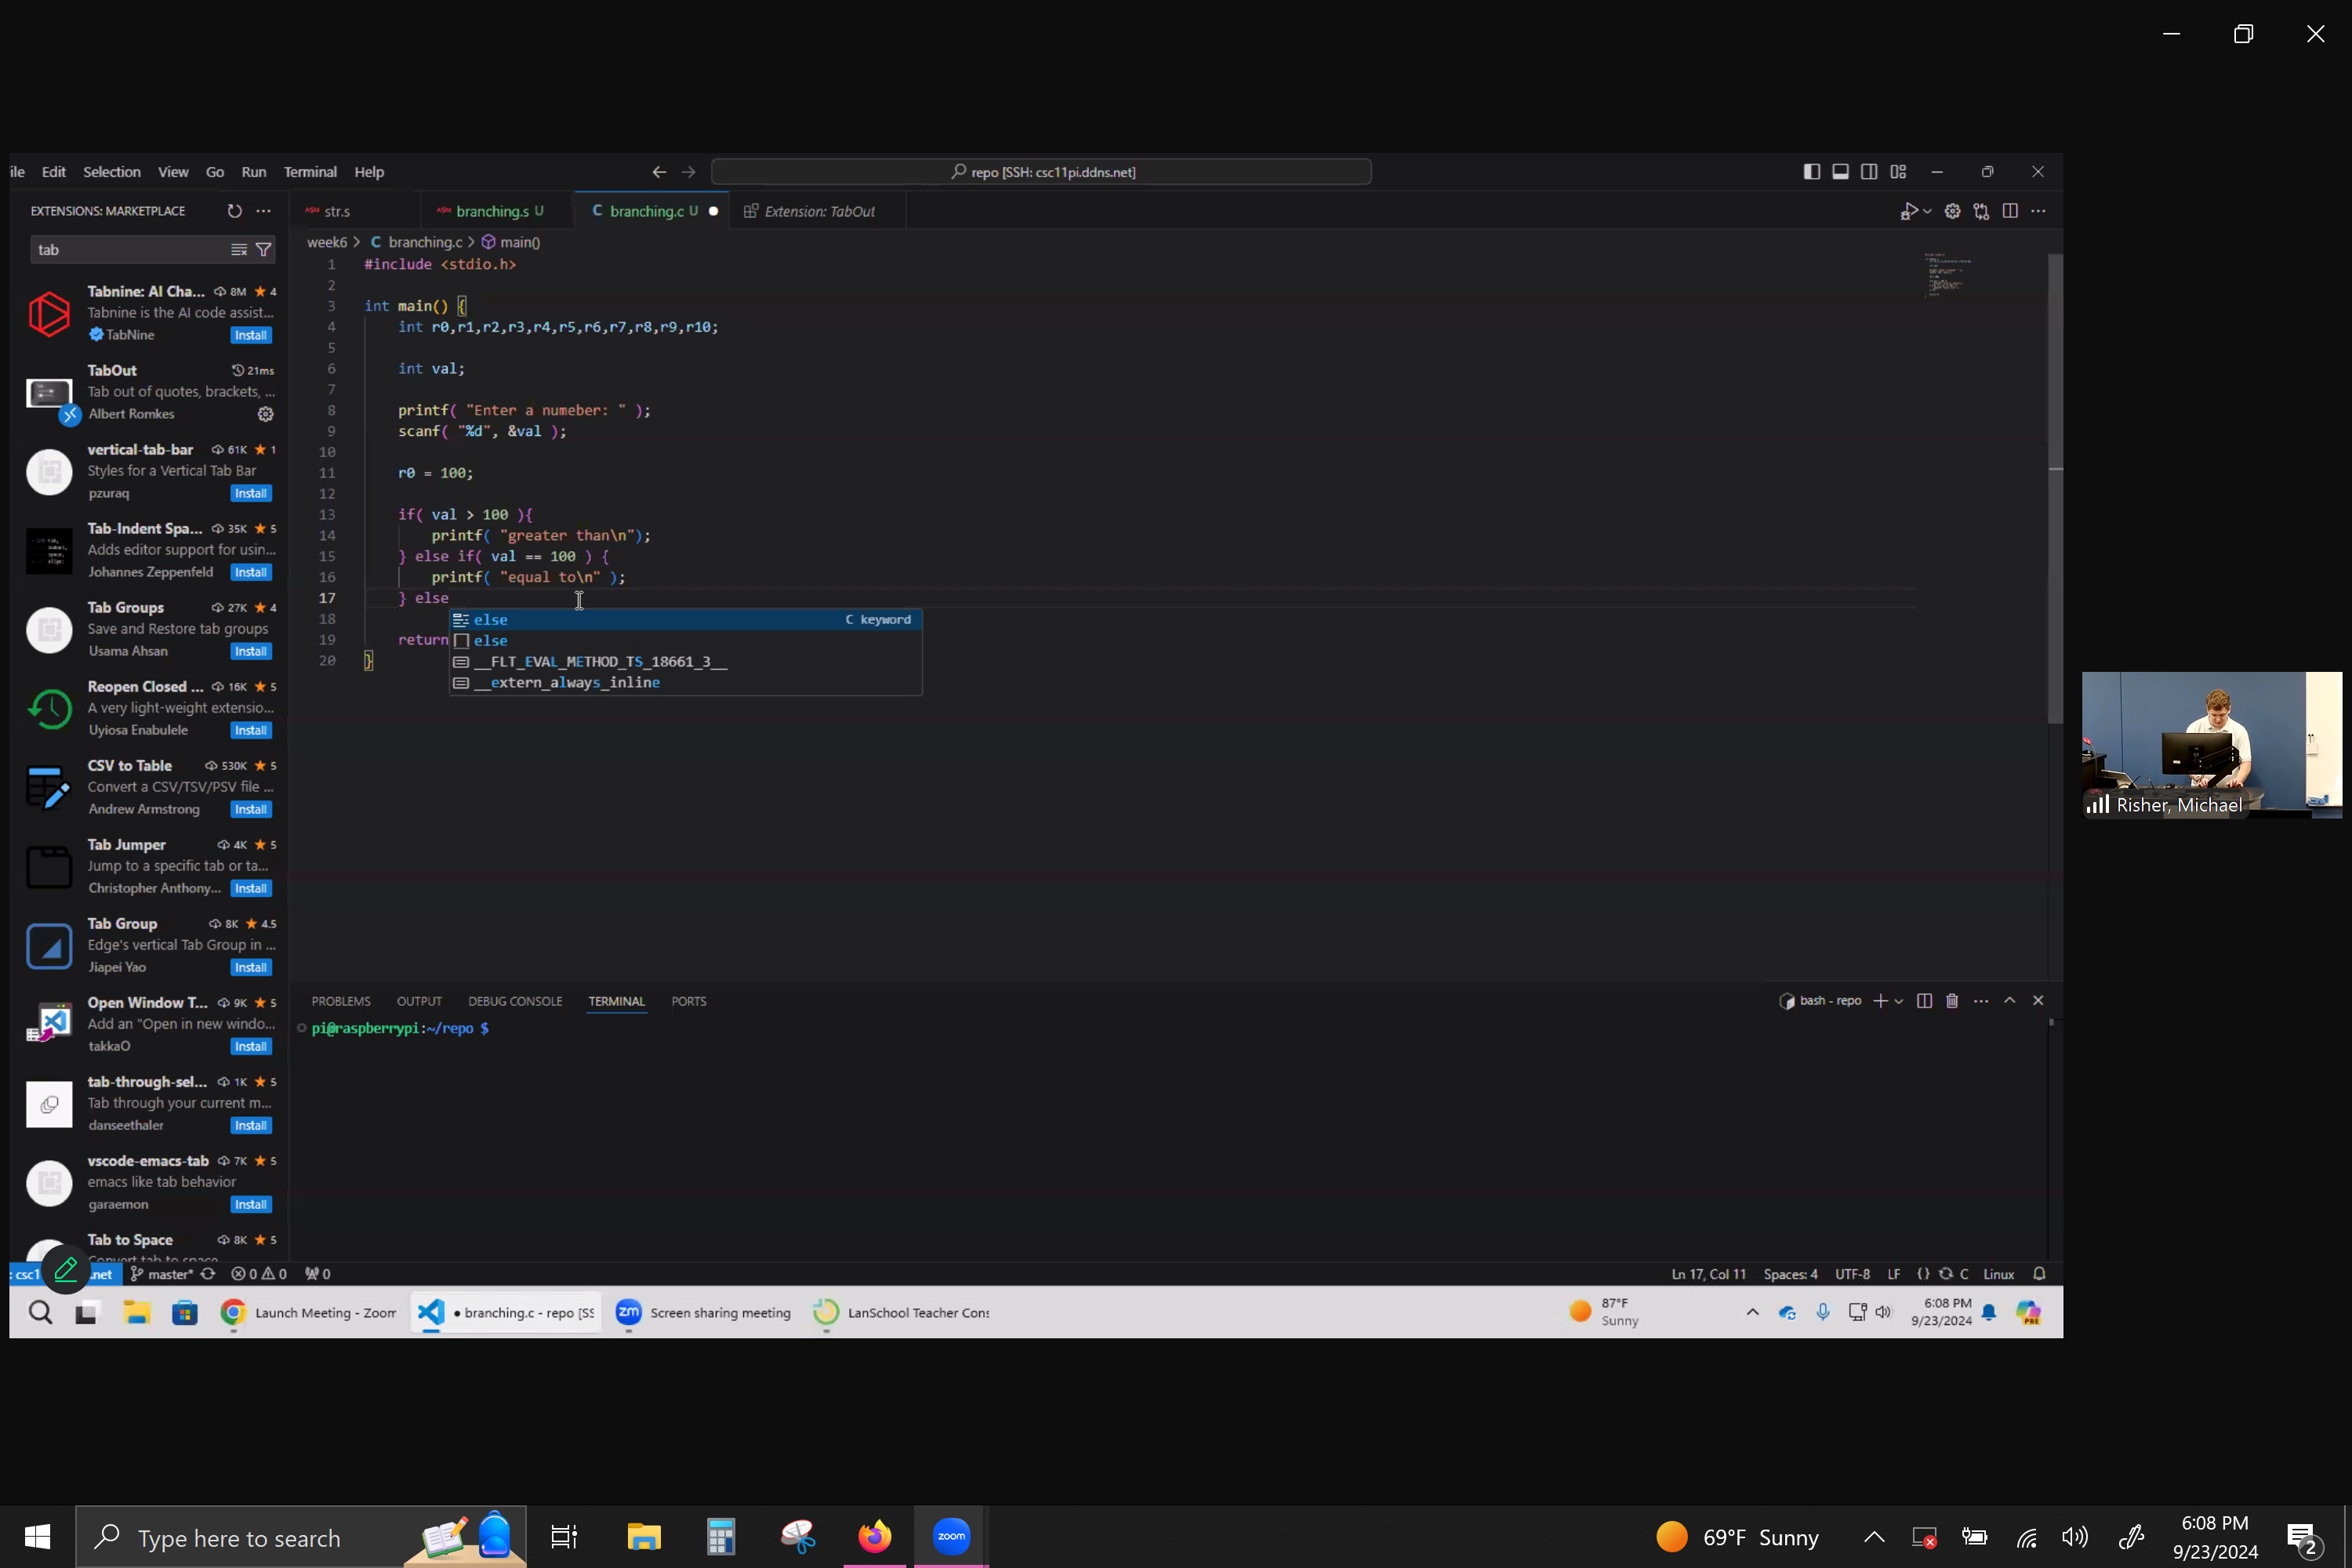 ile Edit Selection View Go Run Terminal Help
repo [SSH: csc11pi.ddns.net]
EXTENSIONS: MARKETPLACE
tab
Tabnine: AI Cha... 8M 4
Tabnine is the AI code assist...
TabNine Install
TabOut 21ms
Tab out of quotes, brackets, ...
Albert Romkes
vertical-tab-bar 61K 1
Styles for a Vertical Tab Bar
pzuraq Install
Tab-Indent Spa... 35K 5
Adds editor support for usin...
Johannes Zeppenfeld Install
Tab Groups 27K 4
Save and Restore tab groups
Usama Ahsan Install
Reopen Closed ... 16K 5
A very light-weight extensio...
Uyiosa Enabulele Install
CSV to Table 530K 5
Convert a CSV/TSV/PSV file ...
Andrew Armstrong Install
Tab Jumper 4K 5
Jump to a specific tab or ta...
Christopher Anthony... Install
Tab Group 8K 4.5
Edge's vertical Tab Group in ...
Jiapei Yao Install
Open Window T... 9K 5
Add an "Open in new windo...
takkaO Install
tab-through-sel... 1K 5
Tab through your current m...
danseethaler Install
vscode-emacs-tab 7K 5
emacs like tab behavior
garaemon Install
Tab to Space 8K 5
Convert tab to space
ASM str.s
ASM branching.s U
C branching.c U
Extension: TabOut
week6 > C branching.c > main()
1 #include <stdio.h>
2
3 int main() {
4 int r0,r1,r2,r3,r4,r5,r6,r7,r8,r9,r10;
5
6 int val;
7
8 printf( "Enter a numeber: " );
9 scanf( "%d", &val );
10
11 r0 = 100;
12
13 if( val > 100 ){
14 printf( "greater than\n");
15 } else if( val == 100 ) {
16 printf( "equal to\n" );
17 } else
18
19 return
20 }
else C keyword
else
__FLT_EVAL_METHOD_TS_18661_3__
__extern_always_inline
PROBLEMS OUTPUT DEBUG CONSOLE TERMINAL PORTS
bash - repo
pi@raspberrypi:~/repo $
: csc1 .net master* 0 0 0
Ln 17, Col 11 Spaces: 4 UTF-8 LF {} C Linux
Launch Meeting - Zoom
• branching.c - repo [SS
zm Screen sharing meeting
LanSchool Teacher Cons
87°F
Sunny
6:08 PM
9/23/2024
PRE
Risher, Michael
Type here to search
zoom
69°F Sunny
6:08 PM
9/23/2024
2